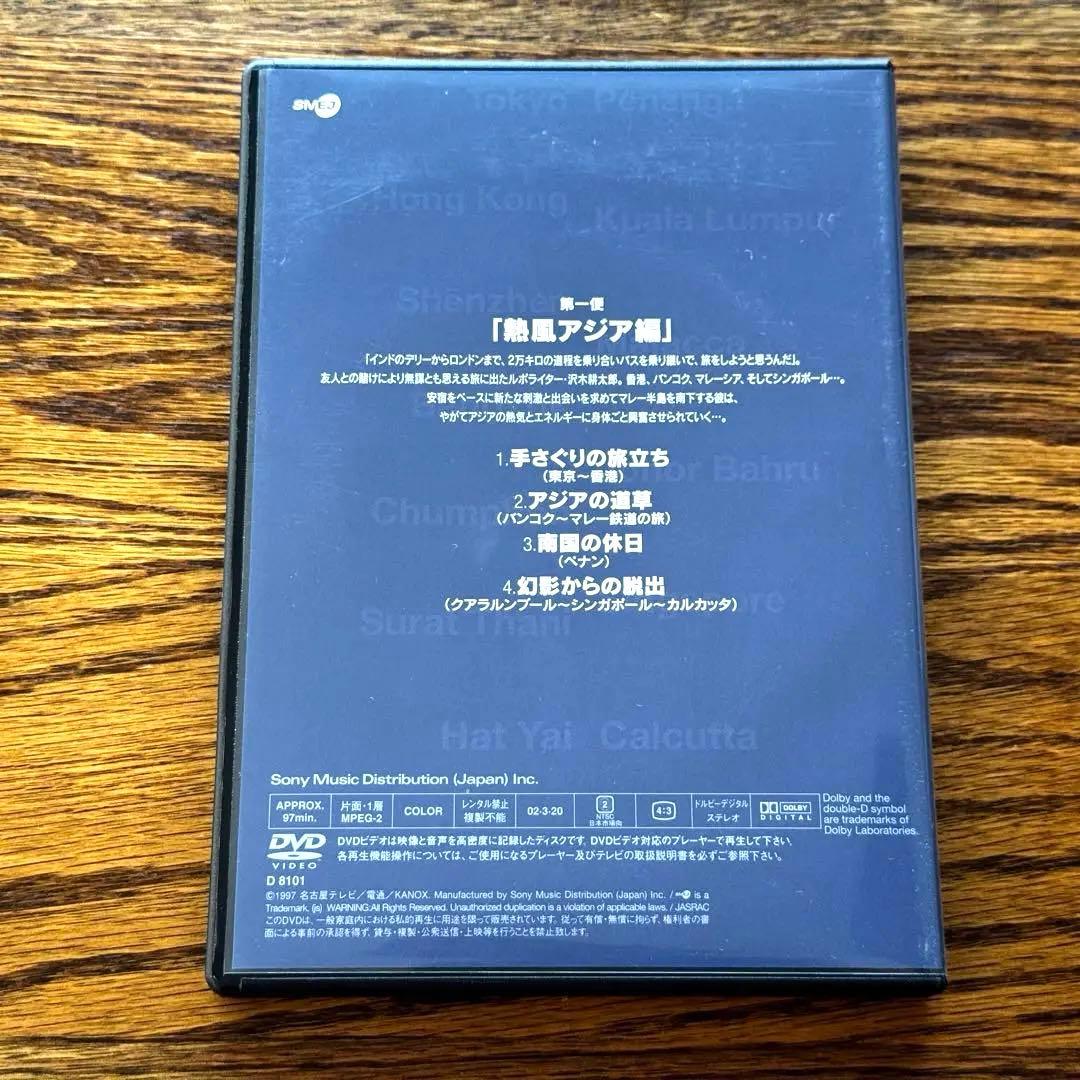 SMEJ
Tokyo Penang
Hong Kong
Kuala Lumpur
Shenzhen
第一便
「熱風アジア編」
「インドのデリーからロンドンまで、2万キロの道程を乗り合いバスを乗り継いで、旅をしようと思うんだ」。
友人との賭けにより無謀とも思える旅に出たルポライター・沢木耕太郎。香港、バンコク、マレーシア、そしてシンガポール…。
安宿をベースに新たな刺激と出会いを求めてマレー半島を南下する彼は、
やがてアジアの熱気とエネルギーに身体ごと興奮させられていく…。
1.手さぐりの旅立ち
(東京〜香港)
Bahru
2.アジアの道草
(バンコク〜マレー鉄道の旅)
3.南国の休日
(ペナン)
4.幻影からの脱出
(クアラルンプール〜シンガポール〜カルカッタ)
Surat Thani
Hat Yai Calcutta
Sony Music Distribution (Japan) Inc.
APPROX. 97min.
片面・1層 MPEG-2
COLOR
レンタル禁止 複製不能
02-3-20
2 NTSC 日本市場向
4:3
ドルビーデジタル ステレオ
DOLBY DIGITAL
Dolby and the
double-D symbol
are trademarks of
Dolby Laboratories.
DVD VIDEO
DVDビデオは映像と音声を高密度に記録したディスクです。DVDビデオ対応のプレーヤーで再生して下さい。
各再生機能操作については、ご使用になるプレーヤー及びテレビの取扱説明書を必ずご参照下さい。
D 8101
©1997 名古屋テレビ/電通/KANOX. Manufactured by Sony Music Distribution (Japan) Inc. / SMEJ is a
Trademark. (js) WARNING:All Rights Reserved. Unauthorized duplication is a violation of applicable laws. / JASRAC
このDVDは、一般家庭内における私的再生に用途を限って販売されています。従って有償・無償に拘らず、権利者の書
面による事前の承認を得ず、貸与・複製・公衆送信・上映等を行うことを禁止致します。